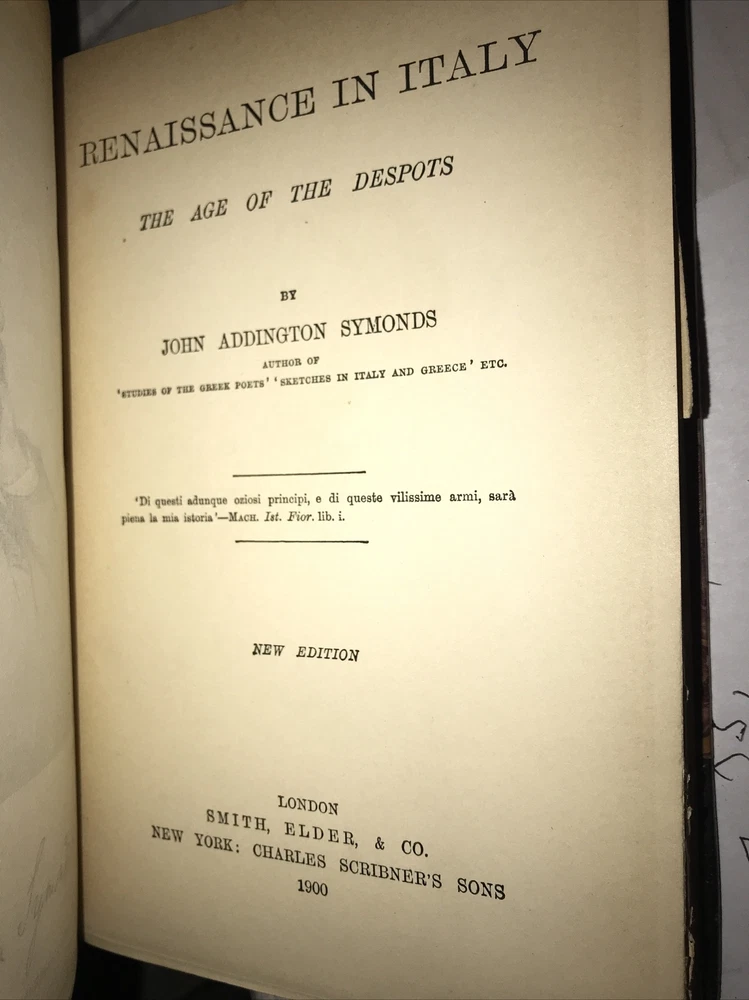 RENAISSANCE IN ITALY
THE AGE OF THE DESPOTS
BY
JOHN ADDINGTON SYMONDS
AUTHOR OF
'STUDIES OF THE GREEK POETS' 'SKETCHES IN ITALY AND GREECE' ETC.
'Di questi adunque oziosi principi, e di queste vilissime armi, sarà
piena la mia istoria'—MACH. Ist. Fior. lib. i.
NEW EDITION
LONDON
SMITH, ELDER, & CO.
NEW YORK: CHARLES SCRIBNER'S SONS
1900